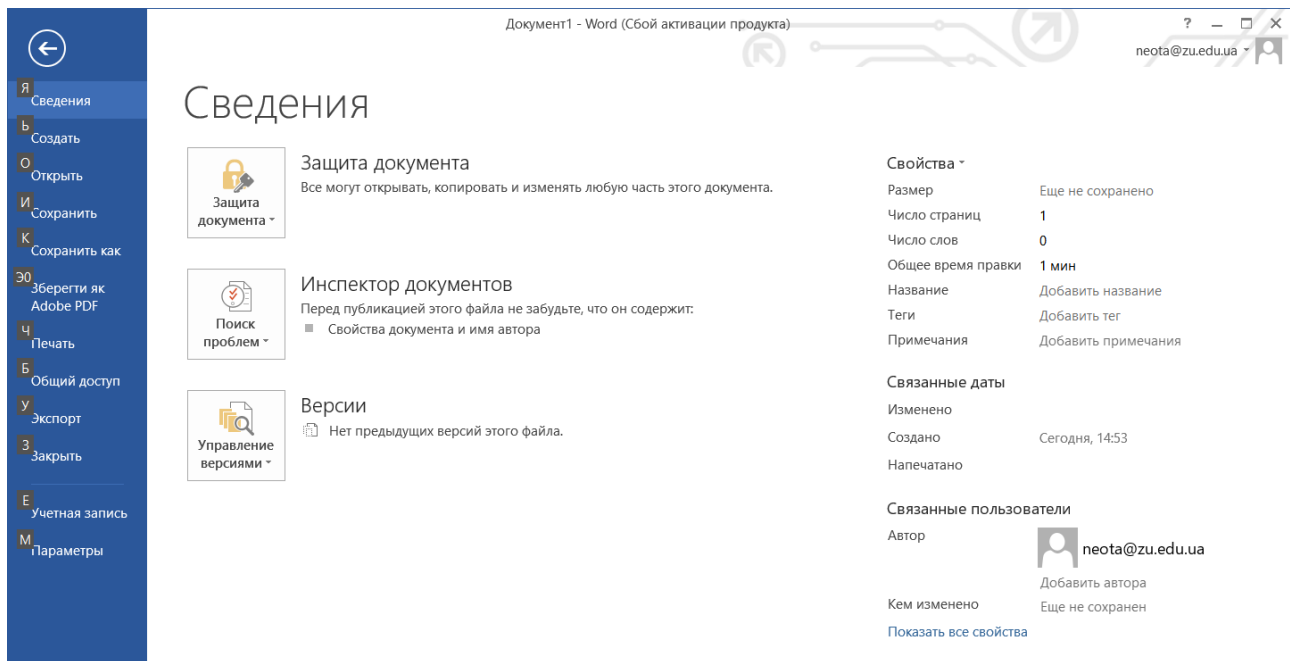 Документ1 - Word (Сбой активации продукта)
?
neota@zu.edu.ua
Я
Сведения
Ь
Создать
О
Открыть
И
Сохранить
К
Сохранить как
Э0
Зберегти як
Adobe PDF
Ч
Печать
Б
Общий доступ
У
Экспорт
З
Закрыть
Е
Учетная запись
М
Параметры
Сведения
Защита
документа
Защита документа
Все могут открывать, копировать и изменять любую часть этого документа.
Поиск
проблем
Инспектор документов
Перед публикацией этого файла не забудьте, что он содержит:
Свойства документа и имя автора
Управление
версиями
Версии
Нет предыдущих версий этого файла.
Свойства
Размер Еще не сохранено
Число страниц 1
Число слов 0
Общее время правки 1 мин
Название Добавить название
Теги Добавить тег
Примечания Добавить примечания
Связанные даты
Изменено
Создано Сегодня, 14:53
Напечатано
Связанные пользователи
Автор neota@zu.edu.ua
Добавить автора
Кем изменено Еще не сохранен
Показать все свойства